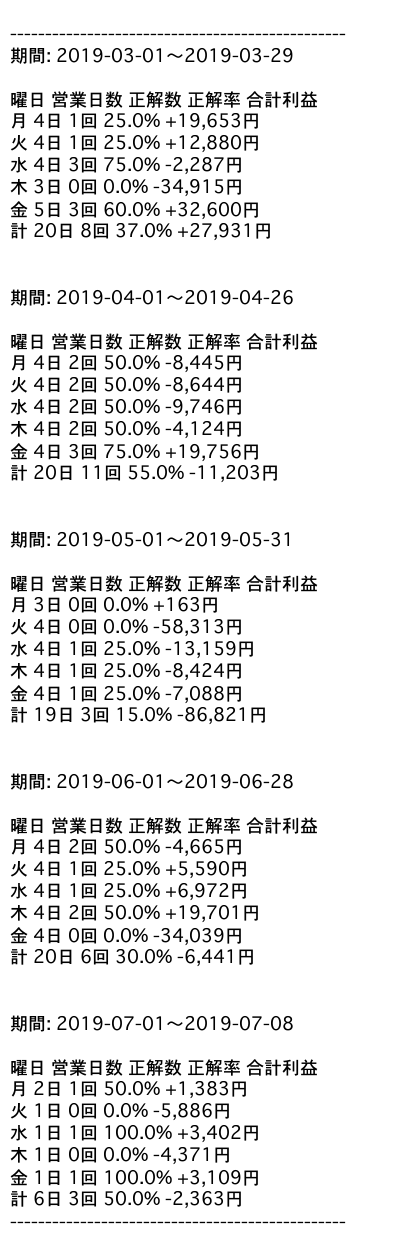 ------------------------------------------------
期間: 2019-03-01～2019-03-29
曜日 営業日数 正解数 正解率 合計利益
月 4日 1回 25.0% +19,653円
火 4日 1回 25.0% +12,880円
水 4日 3回 75.0% -2,287円
木 3日 0回 0.0% -34,915円
金 5日 3回 60.0% +32,600円
計 20日 8回 37.0% +27,931円
期間: 2019-04-01～2019-04-26
曜日 営業日数 正解数 正解率 合計利益
月 4日 2回 50.0% -8,445円
火 4日 2回 50.0% -8,644円
水 4日 2回 50.0% -9,746円
木 4日 2回 50.0% -4,124円
金 4日 3回 75.0% +19,756円
計 20日 11回 55.0% -11,203円
期間: 2019-05-01～2019-05-31
曜日 営業日数 正解数 正解率 合計利益
月 3日 0回 0.0% +163円
火 4日 0回 0.0% -58,313円
水 4日 1回 25.0% -13,159円
木 4日 1回 25.0% -8,424円
金 4日 1回 25.0% -7,088円
計 19日 3回 15.0% -86,821円
期間: 2019-06-01～2019-06-28
曜日 営業日数 正解数 正解率 合計利益
月 4日 2回 50.0% -4,665円
火 4日 1回 25.0% +5,590円
水 4日 1回 25.0% +6,972円
木 4日 2回 50.0% +19,701円
金 4日 0回 0.0% -34,039円
計 20日 6回 30.0% -6,441円
期間: 2019-07-01～2019-07-08
曜日 営業日数 正解数 正解率 合計利益
月 2日 1回 50.0% +1,383円
火 1日 0回 0.0% -5,886円
水 1日 1回 100.0% +3,402円
木 1日 0回 0.0% -4,371円
金 1日 1回 100.0% +3,109円
計 6日 3回 50.0% -2,363円
------------------------------------------------